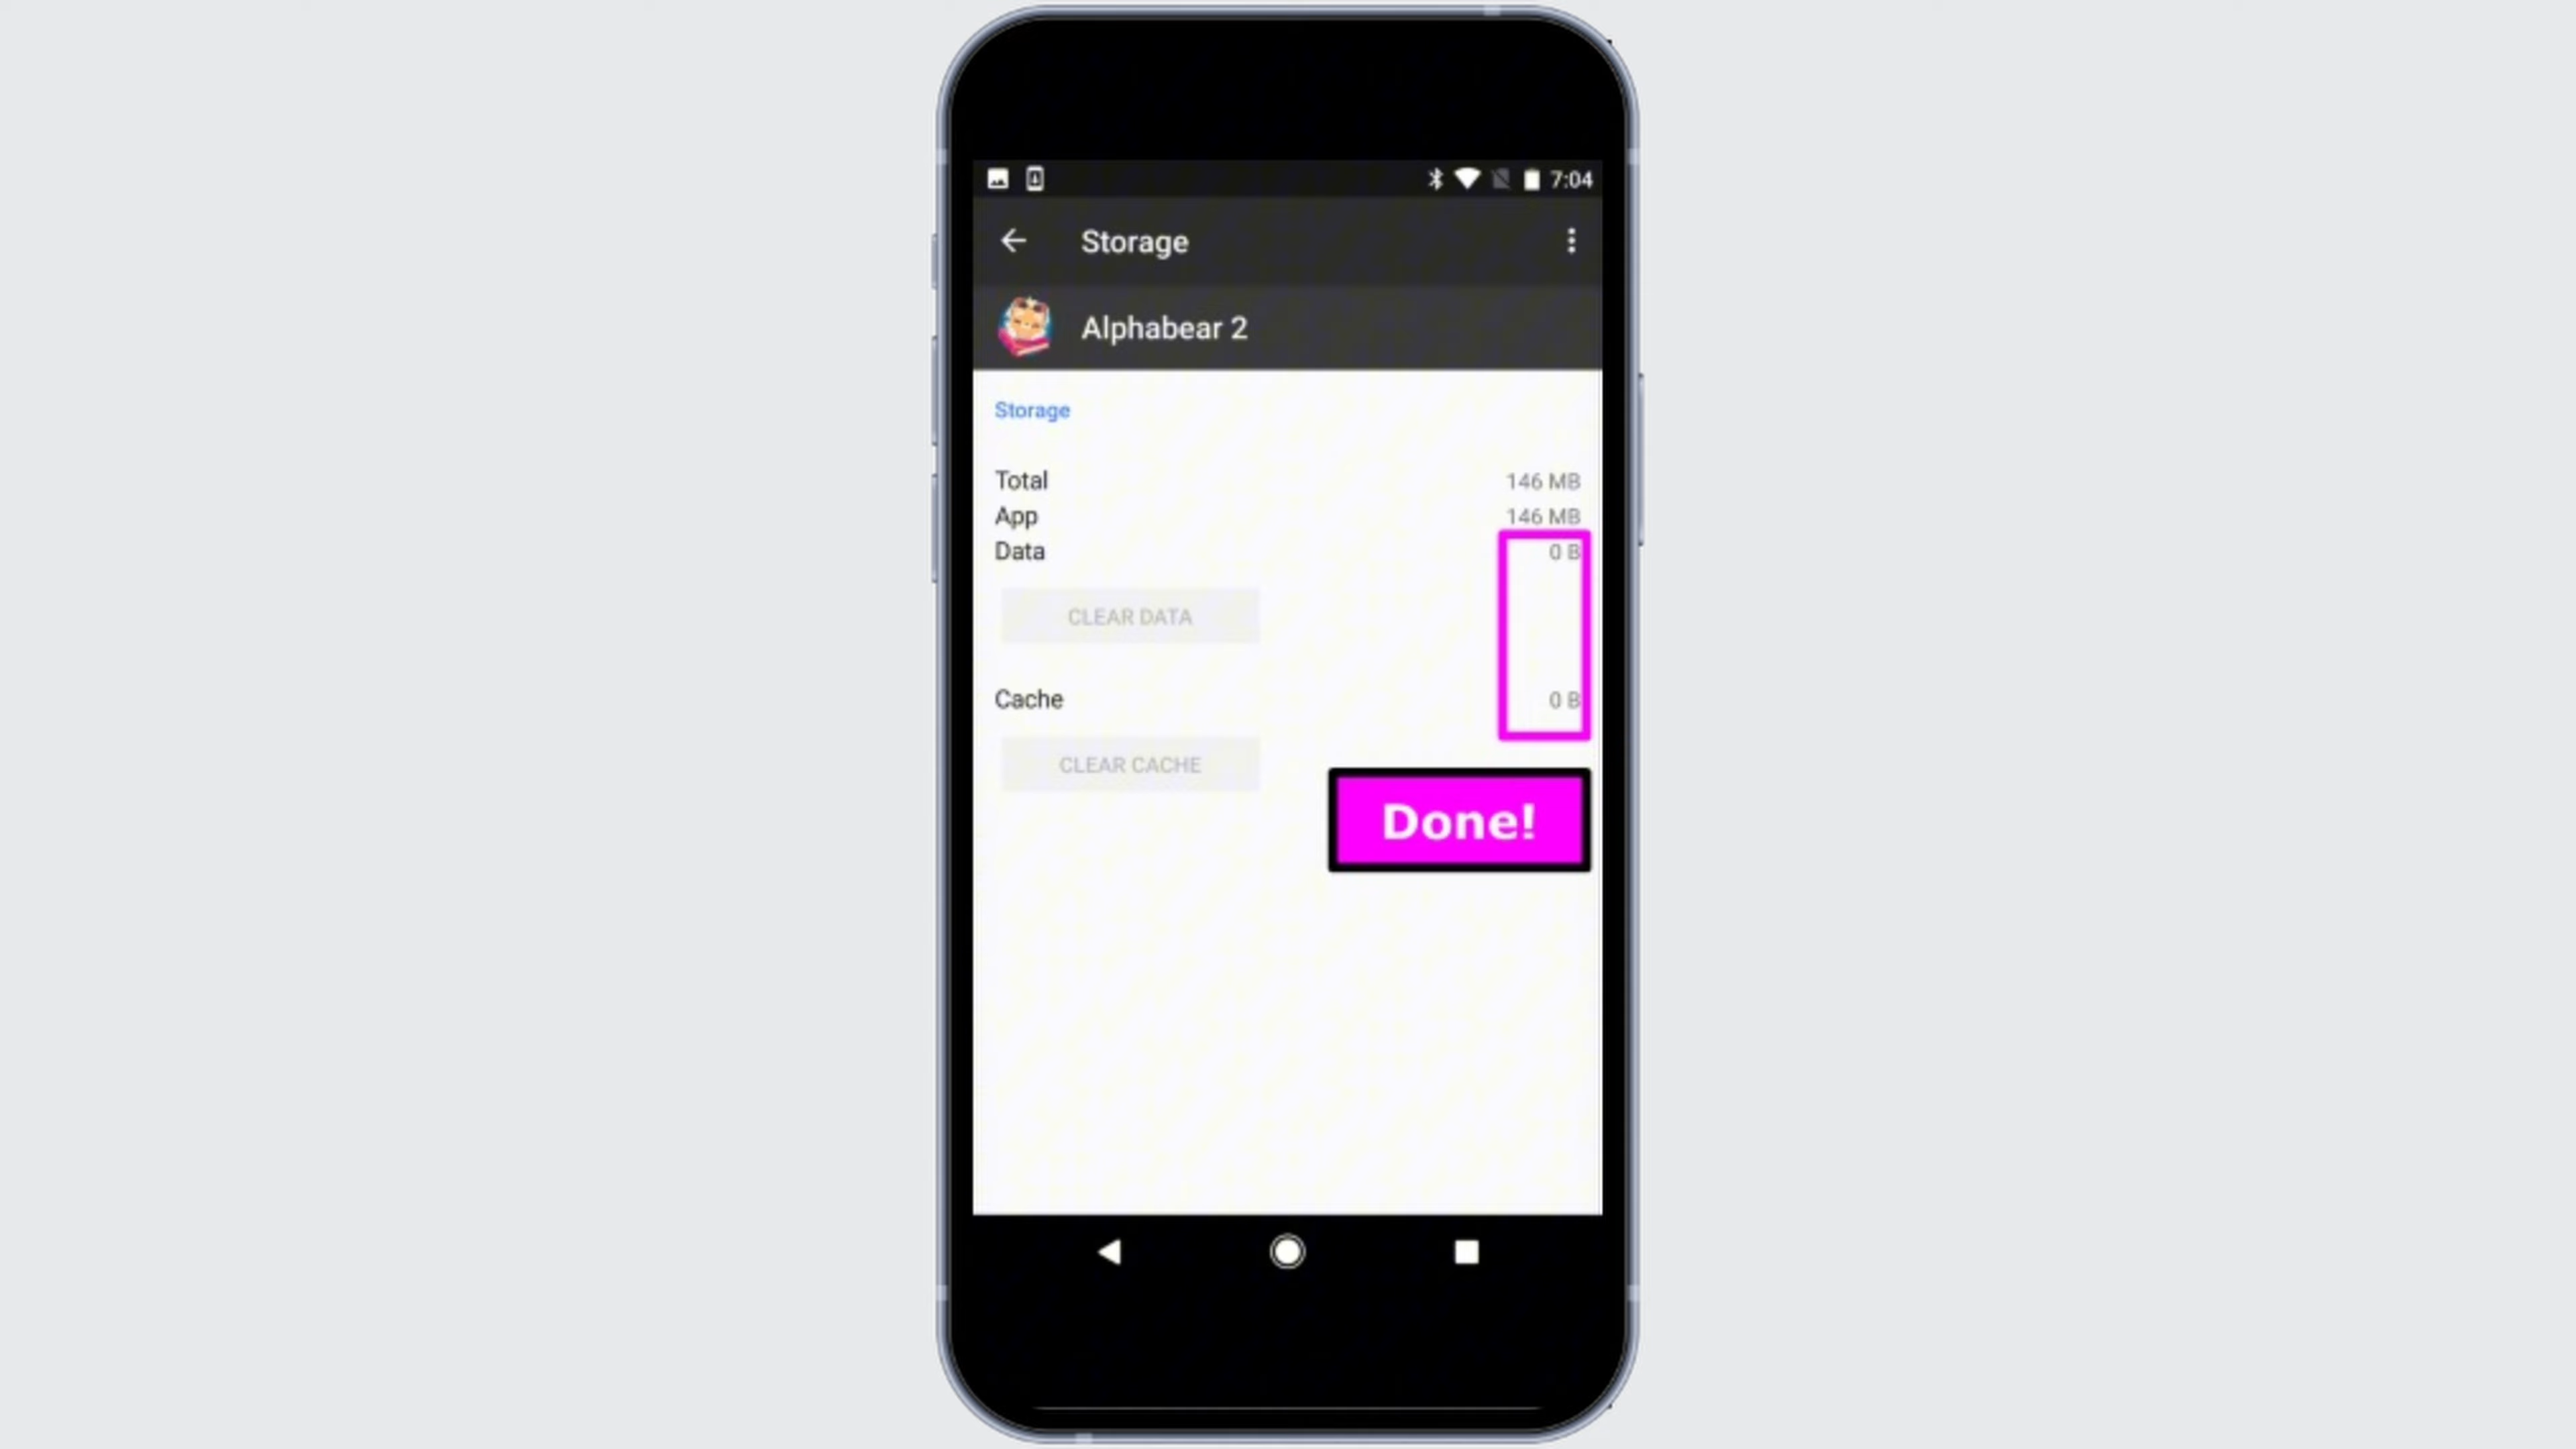 7:04
Storage
Alphabear 2
Storage
Total 146 MB
App 146 MB
Data 0 B
CLEAR DATA
Cache 0 B
CLEAR CACHE
Done!